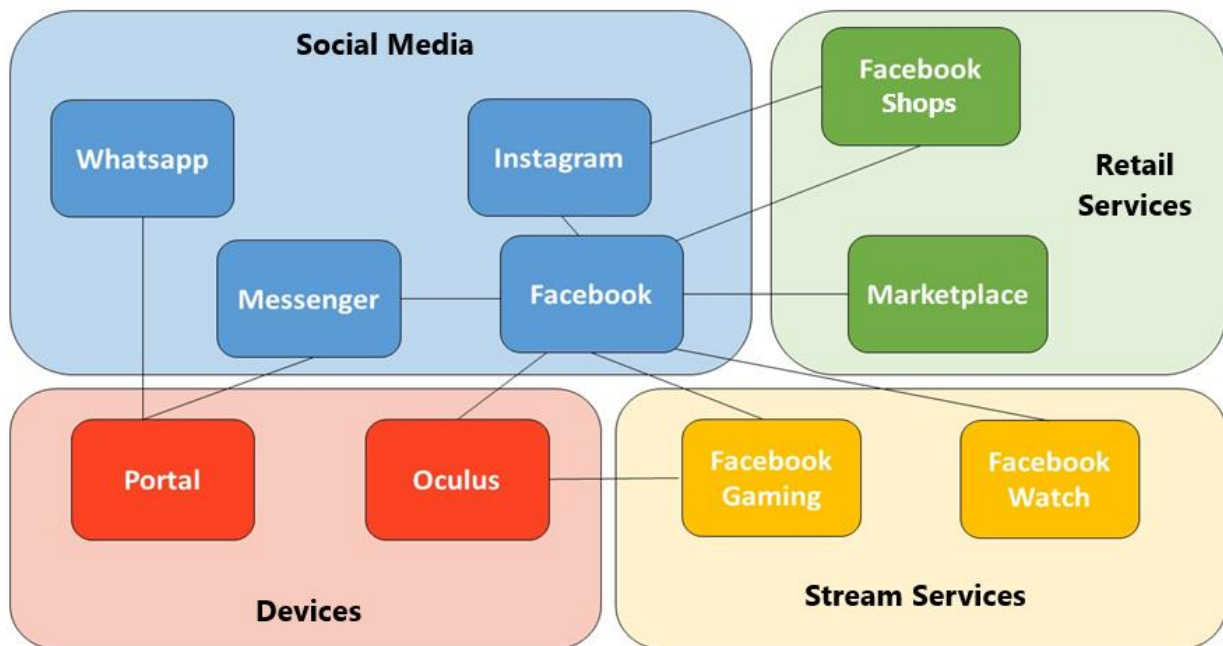 Social Media
Whatsapp
Instagram
Messenger
Facebook
Facebook
Shops
Retail
Services
Marketplace
Portal
Oculus
Devices
Facebook
Gaming
Facebook
Watch
Stream Services